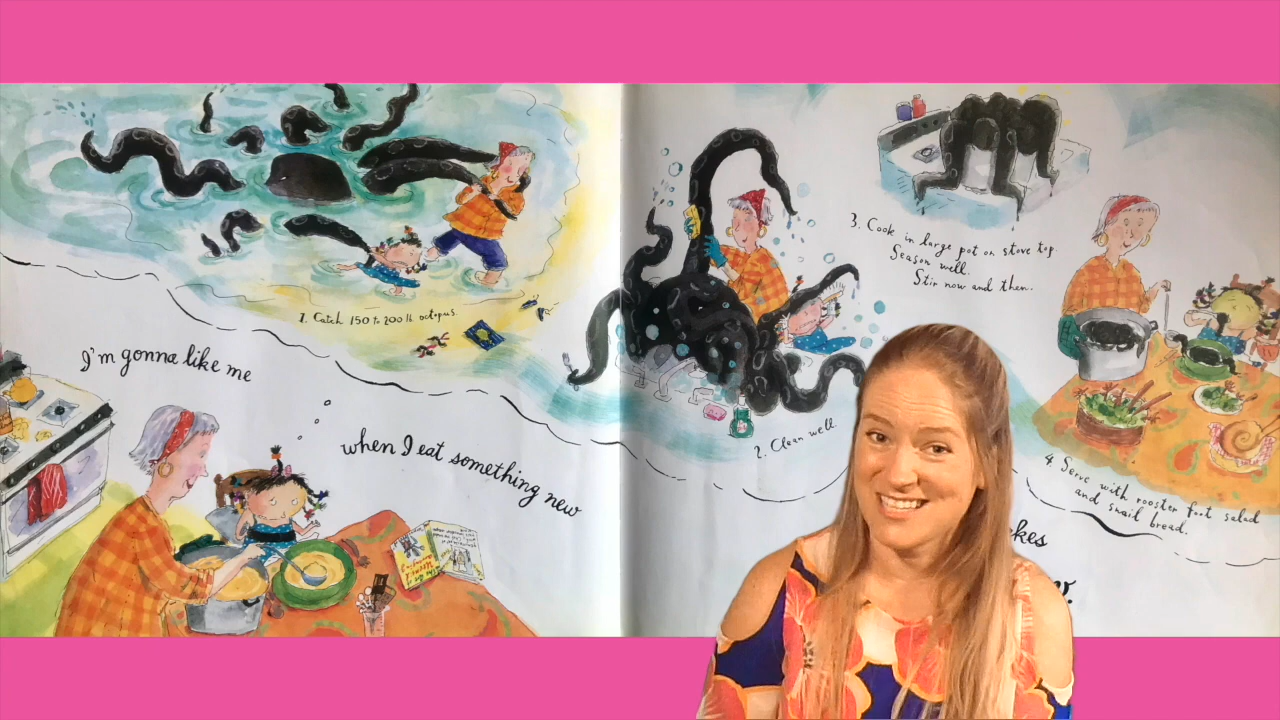 1. Catch 150 to 200 lb. octopus.
I'm gonna like me
when I eat something new
2. Clean well.
3. Cook in large pot on stove top.
Season well.
Stir now and then.
4. Serve with rooster foot salad
and snail bread.